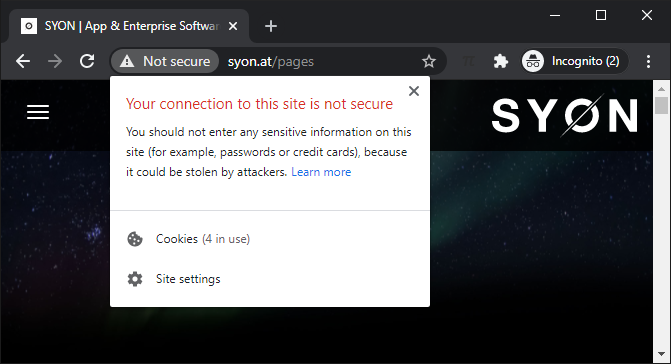 SYON | App & Enterprise Softwar
Not secure syon.at/pages Incognito (2)
SYON
Your connection to this site is not secure
You should not enter any sensitive information on this
site (for example, passwords or credit cards), because
it could be stolen by attackers. Learn more
Cookies (4 in use)
Site settings